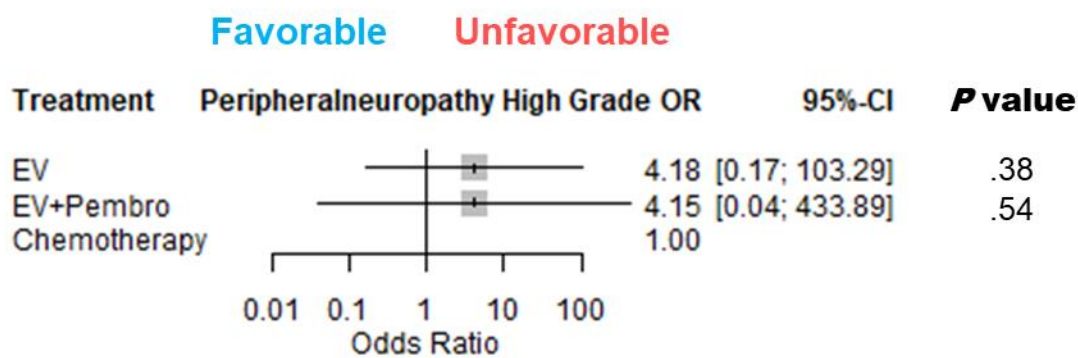 Favorable Unfavorable
Treatment Peripheralneuropathy High Grade OR 95%-CI P value
EV 4.18 [0.17; 103.29] .38
EV+Pembro 4.15 [0.04; 433.89] .54
Chemotherapy 1.00
0.01 0.1 1 10 100
Odds Ratio